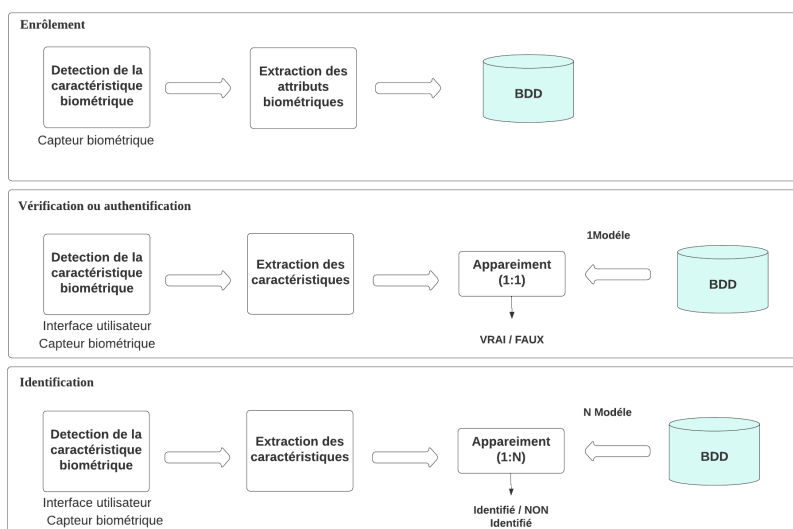 Enrôlement
Detection de la
caractéristique
biométrique
Capteur biométrique
Extraction des
attributs
biométriques
BDD
Vérification ou authentification
Detection de la
caractéristique
biométrique
Interface utilisateur
Capteur biométrique
Extraction des
caractéristiques
Appareiment
(1:1)
VRAI / FAUX
1Modéle
BDD
Identification
Detection de la
caractéristique
biométrique
Interface utilisateur
Capteur biométrique
Extraction des
caractéristiques
Appareiment
(1:N)
Identifié / NON
Identifié
N Modéle
BDD